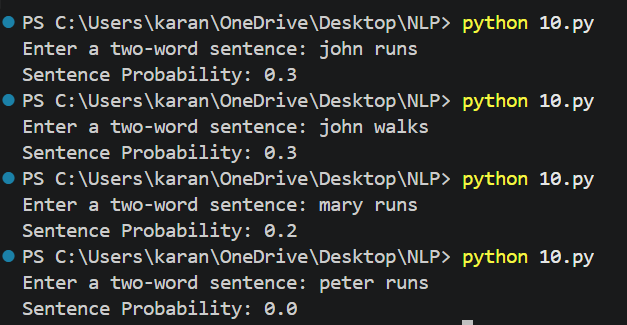 PS C:\Users\karan\OneDrive\Desktop\NLP> python 10.py
Enter a two-word sentence: john runs
Sentence Probability: 0.3
PS C:\Users\karan\OneDrive\Desktop\NLP> python 10.py
Enter a two-word sentence: john walks
Sentence Probability: 0.3
PS C:\Users\karan\OneDrive\Desktop\NLP> python 10.py
Enter a two-word sentence: mary runs
Sentence Probability: 0.2
PS C:\Users\karan\OneDrive\Desktop\NLP> python 10.py
Enter a two-word sentence: peter runs
Sentence Probability: 0.0